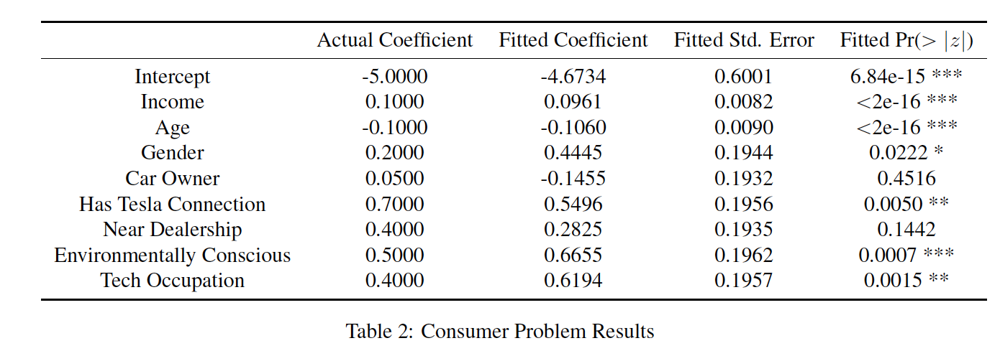 Actual Coefficient Fitted Coefficient Fitted Std. Error Fitted Pr(> |z|)
Intercept -5.0000 -4.6734 0.6001 6.84e-15 ***
Income 0.1000 0.0961 0.0082 <2e-16 ***
Age -0.1000 -0.1060 0.0090 <2e-16 ***
Gender 0.2000 0.4445 0.1944 0.0222 *
Car Owner 0.0500 -0.1455 0.1932 0.4516
Has Tesla Connection 0.7000 0.5496 0.1956 0.0050 **
Near Dealership 0.4000 0.2825 0.1935 0.1442
Environmentally Conscious 0.5000 0.6655 0.1962 0.0007 ***
Tech Occupation 0.4000 0.6194 0.1957 0.0015 **
Table 2: Consumer Problem Results